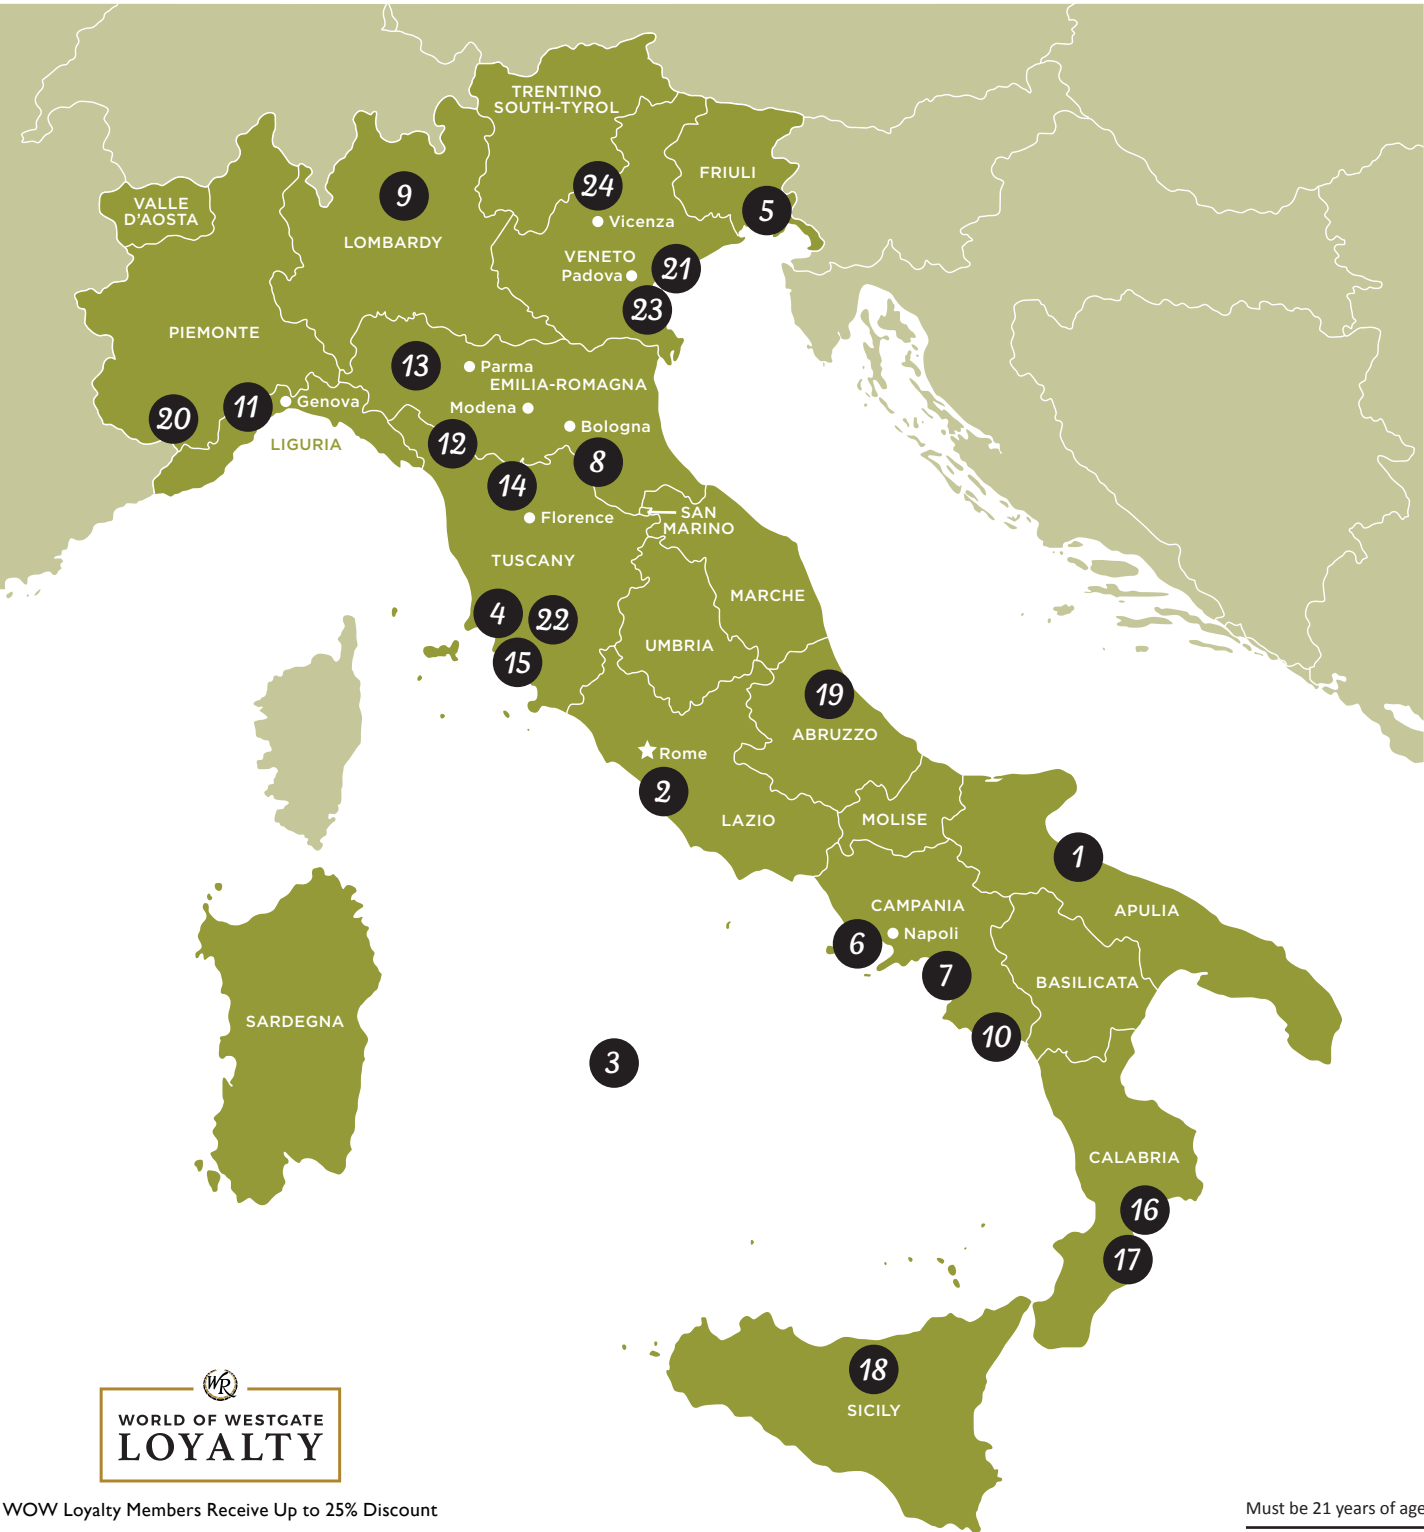 TRENTINO
SOUTH-TYROL
FRIULI
24
9
5
VALLE
D'AOSTA
Vicenza
LOMBARDY
VENETO
Padova
21
23
PIEMONTE
13
Parma
EMILIA-ROMAGNA
Genova
11
20
Modena
Bologna
LIGURIA
12
8
14
Florence
SAN
MARINO
TUSCANY
MARCHE
4
22
UMBRIA
15
19
ABRUZZO
Rome
2
LAZIO
MOLISE
1
CAMPANIA
APULIA
Napoli
6
7
BASILICATA
SARDEGNA
10
3
CALABRIA
16
17
18
SICILY
WR
WORLD OF WESTGATE
LOYALTY
WOW Loyalty Members Receive Up to 25% Discount
Must be 21 years of age